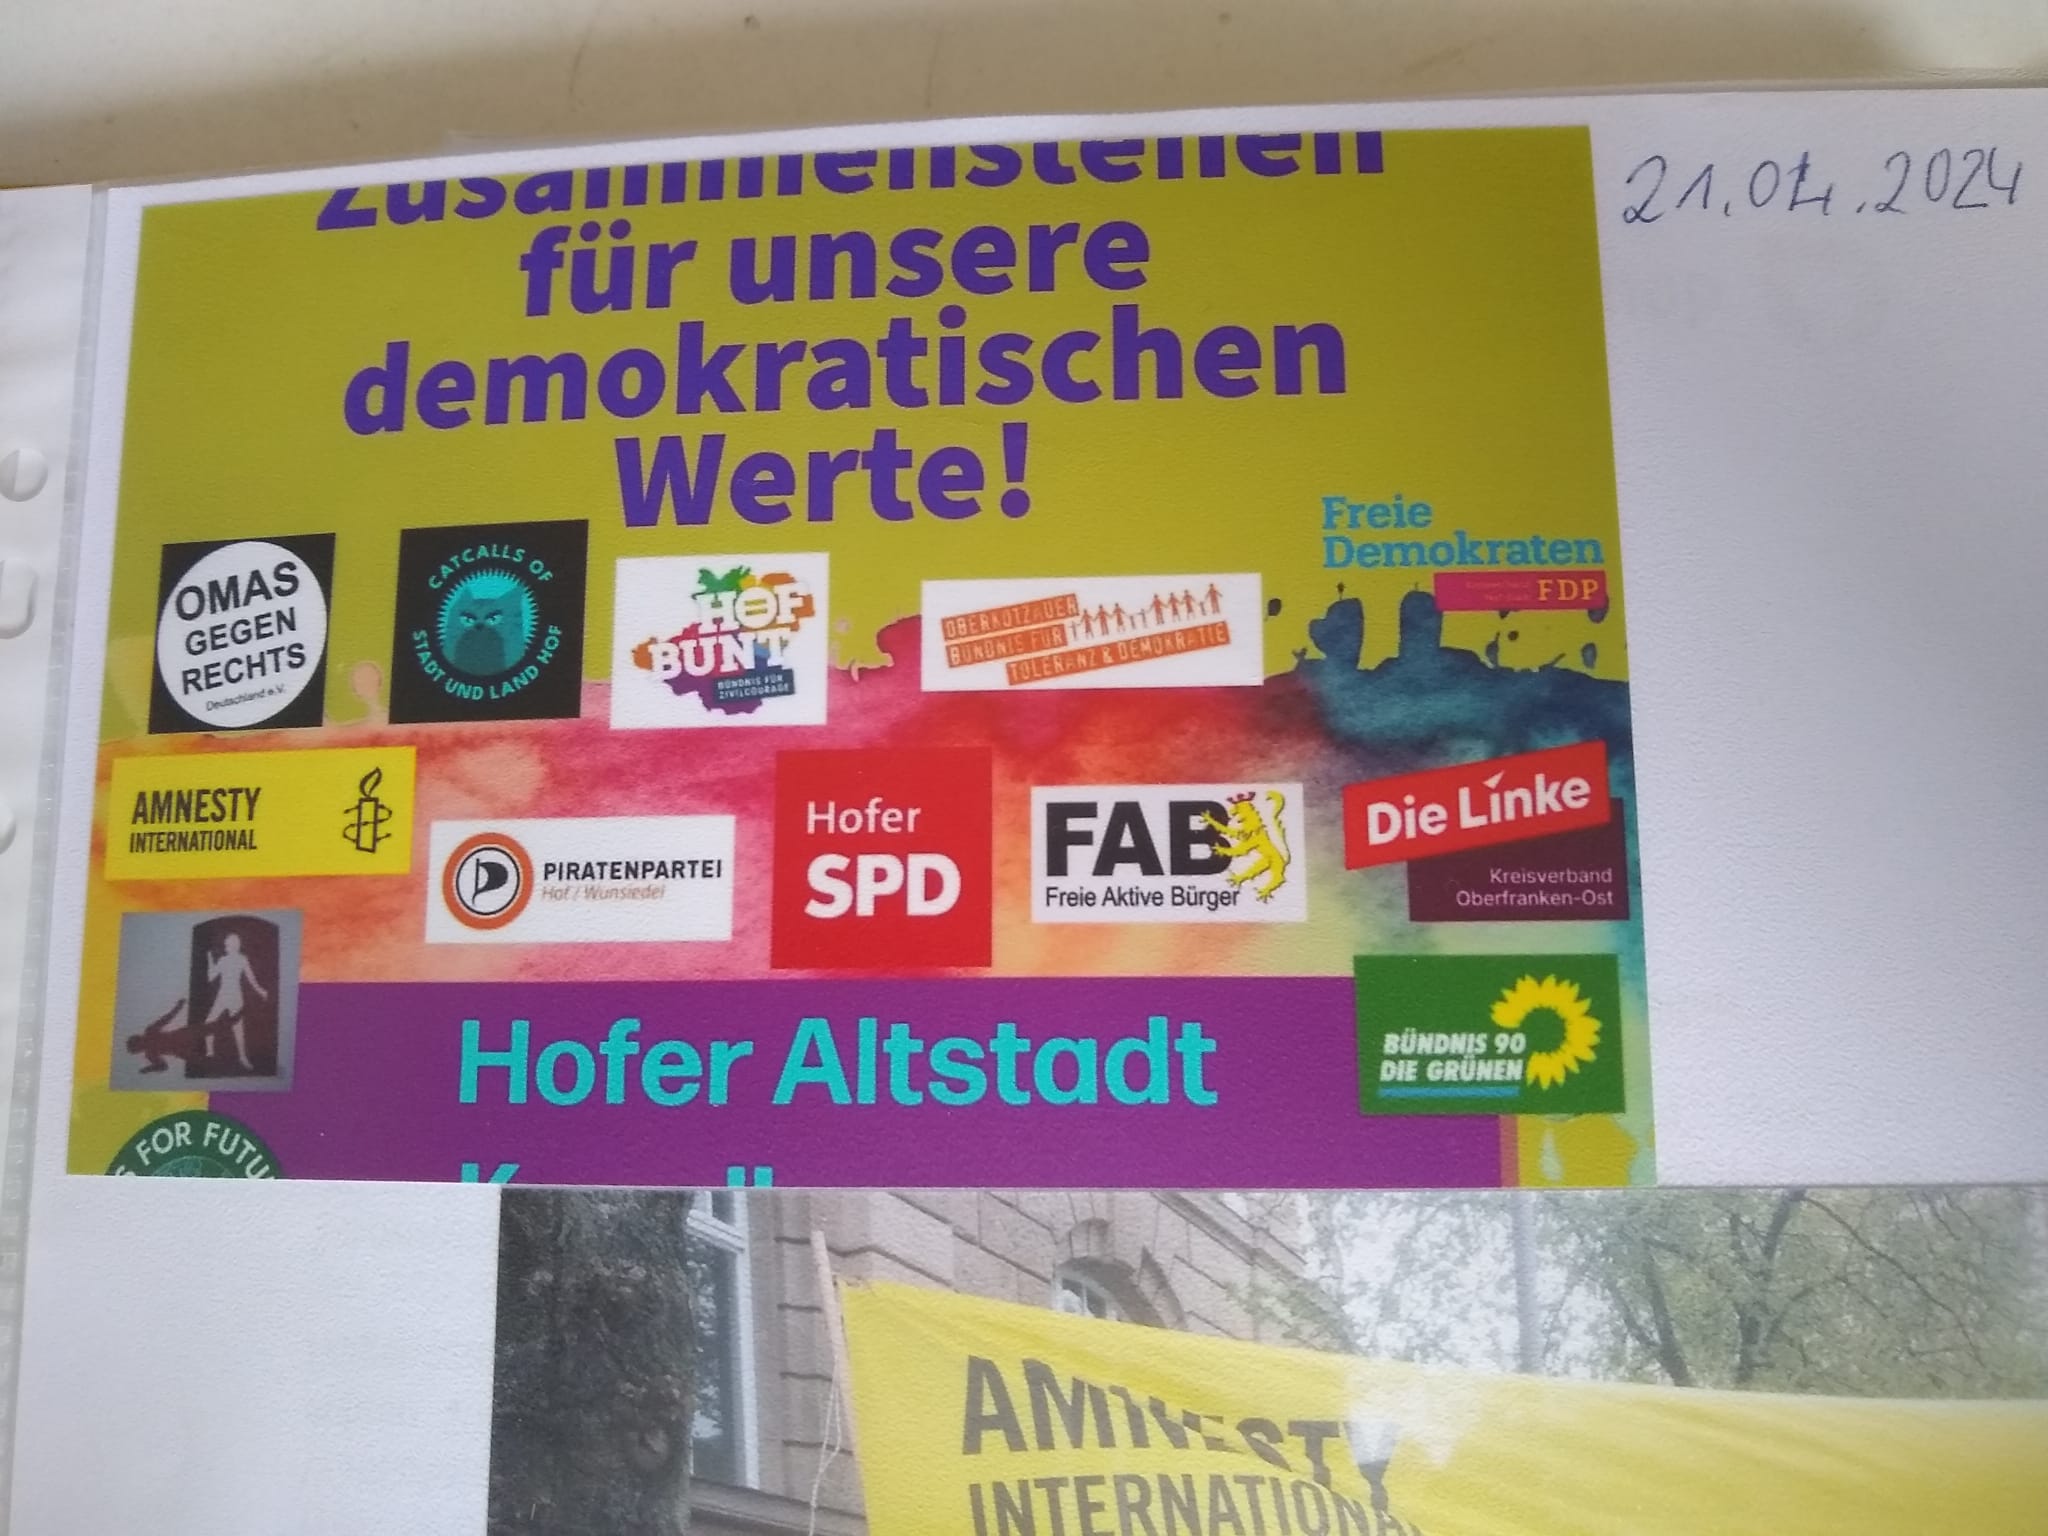 21.04.2024
Zusammenstehen
für unsere
demokratischen
Werte!
OMAS
GEGEN
RECHTS
Deutschland e.V.
CATCALLS OF
STADT UND LAND HOF
HOF
BUNT
BÜNDNIS FÜR
ZIVILCOURAGE
OBERKOTZAUER
BÜNDNIS FÜR
TOLERANZ & DEMOKRATIE
Freie
Demokraten
FDP
AMNESTY
INTERNATIONAL
PIRATENPARTEI
Hof / Wunsiedel
Hofer
SPD
FAB
Freie Aktive Bürger
Die Linke
Kreisverband
Oberfranken-Ost
BÜNDNIS 90
DIE GRÜNEN
Hofer Altstadt
S FOR FUTU
AMNESTY
INTERNATIONA